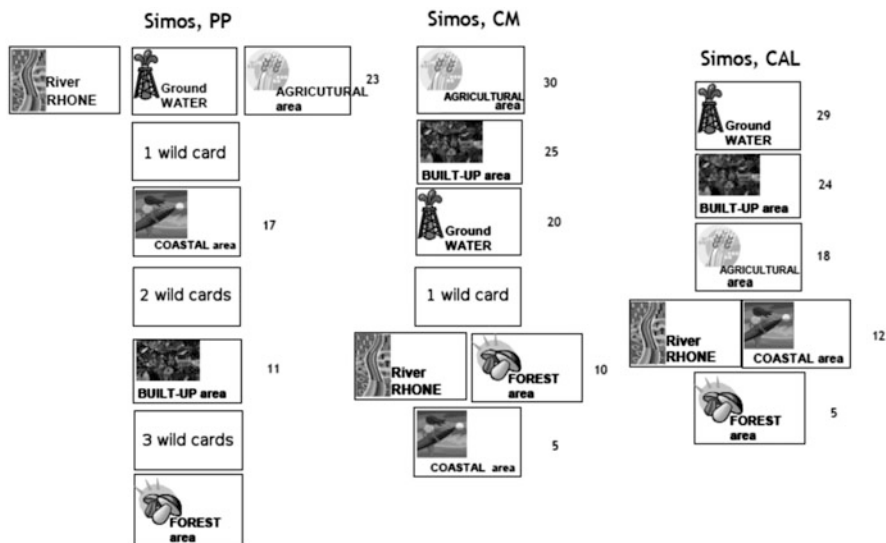 Simos, PP
River
RHONE
Ground
WATER
AGRICUTURAL
area
23
1 wild card
COASTAL area
17
2 wild cards
BUILT-UP area
11
3 wild cards
FOREST
area
Simos, CM
AGRICULTURAL
area
30
BUILT-UP area
25
Ground
WATER
20
1 wild card
River
RHONE
FOREST
area
10
COASTAL area
5
Simos, CAL
Ground
WATER
29
BUILT-UP area
24
AGRICULTURAL
area
18
River
RHONE
COASTAL area
12
FOREST
area
5